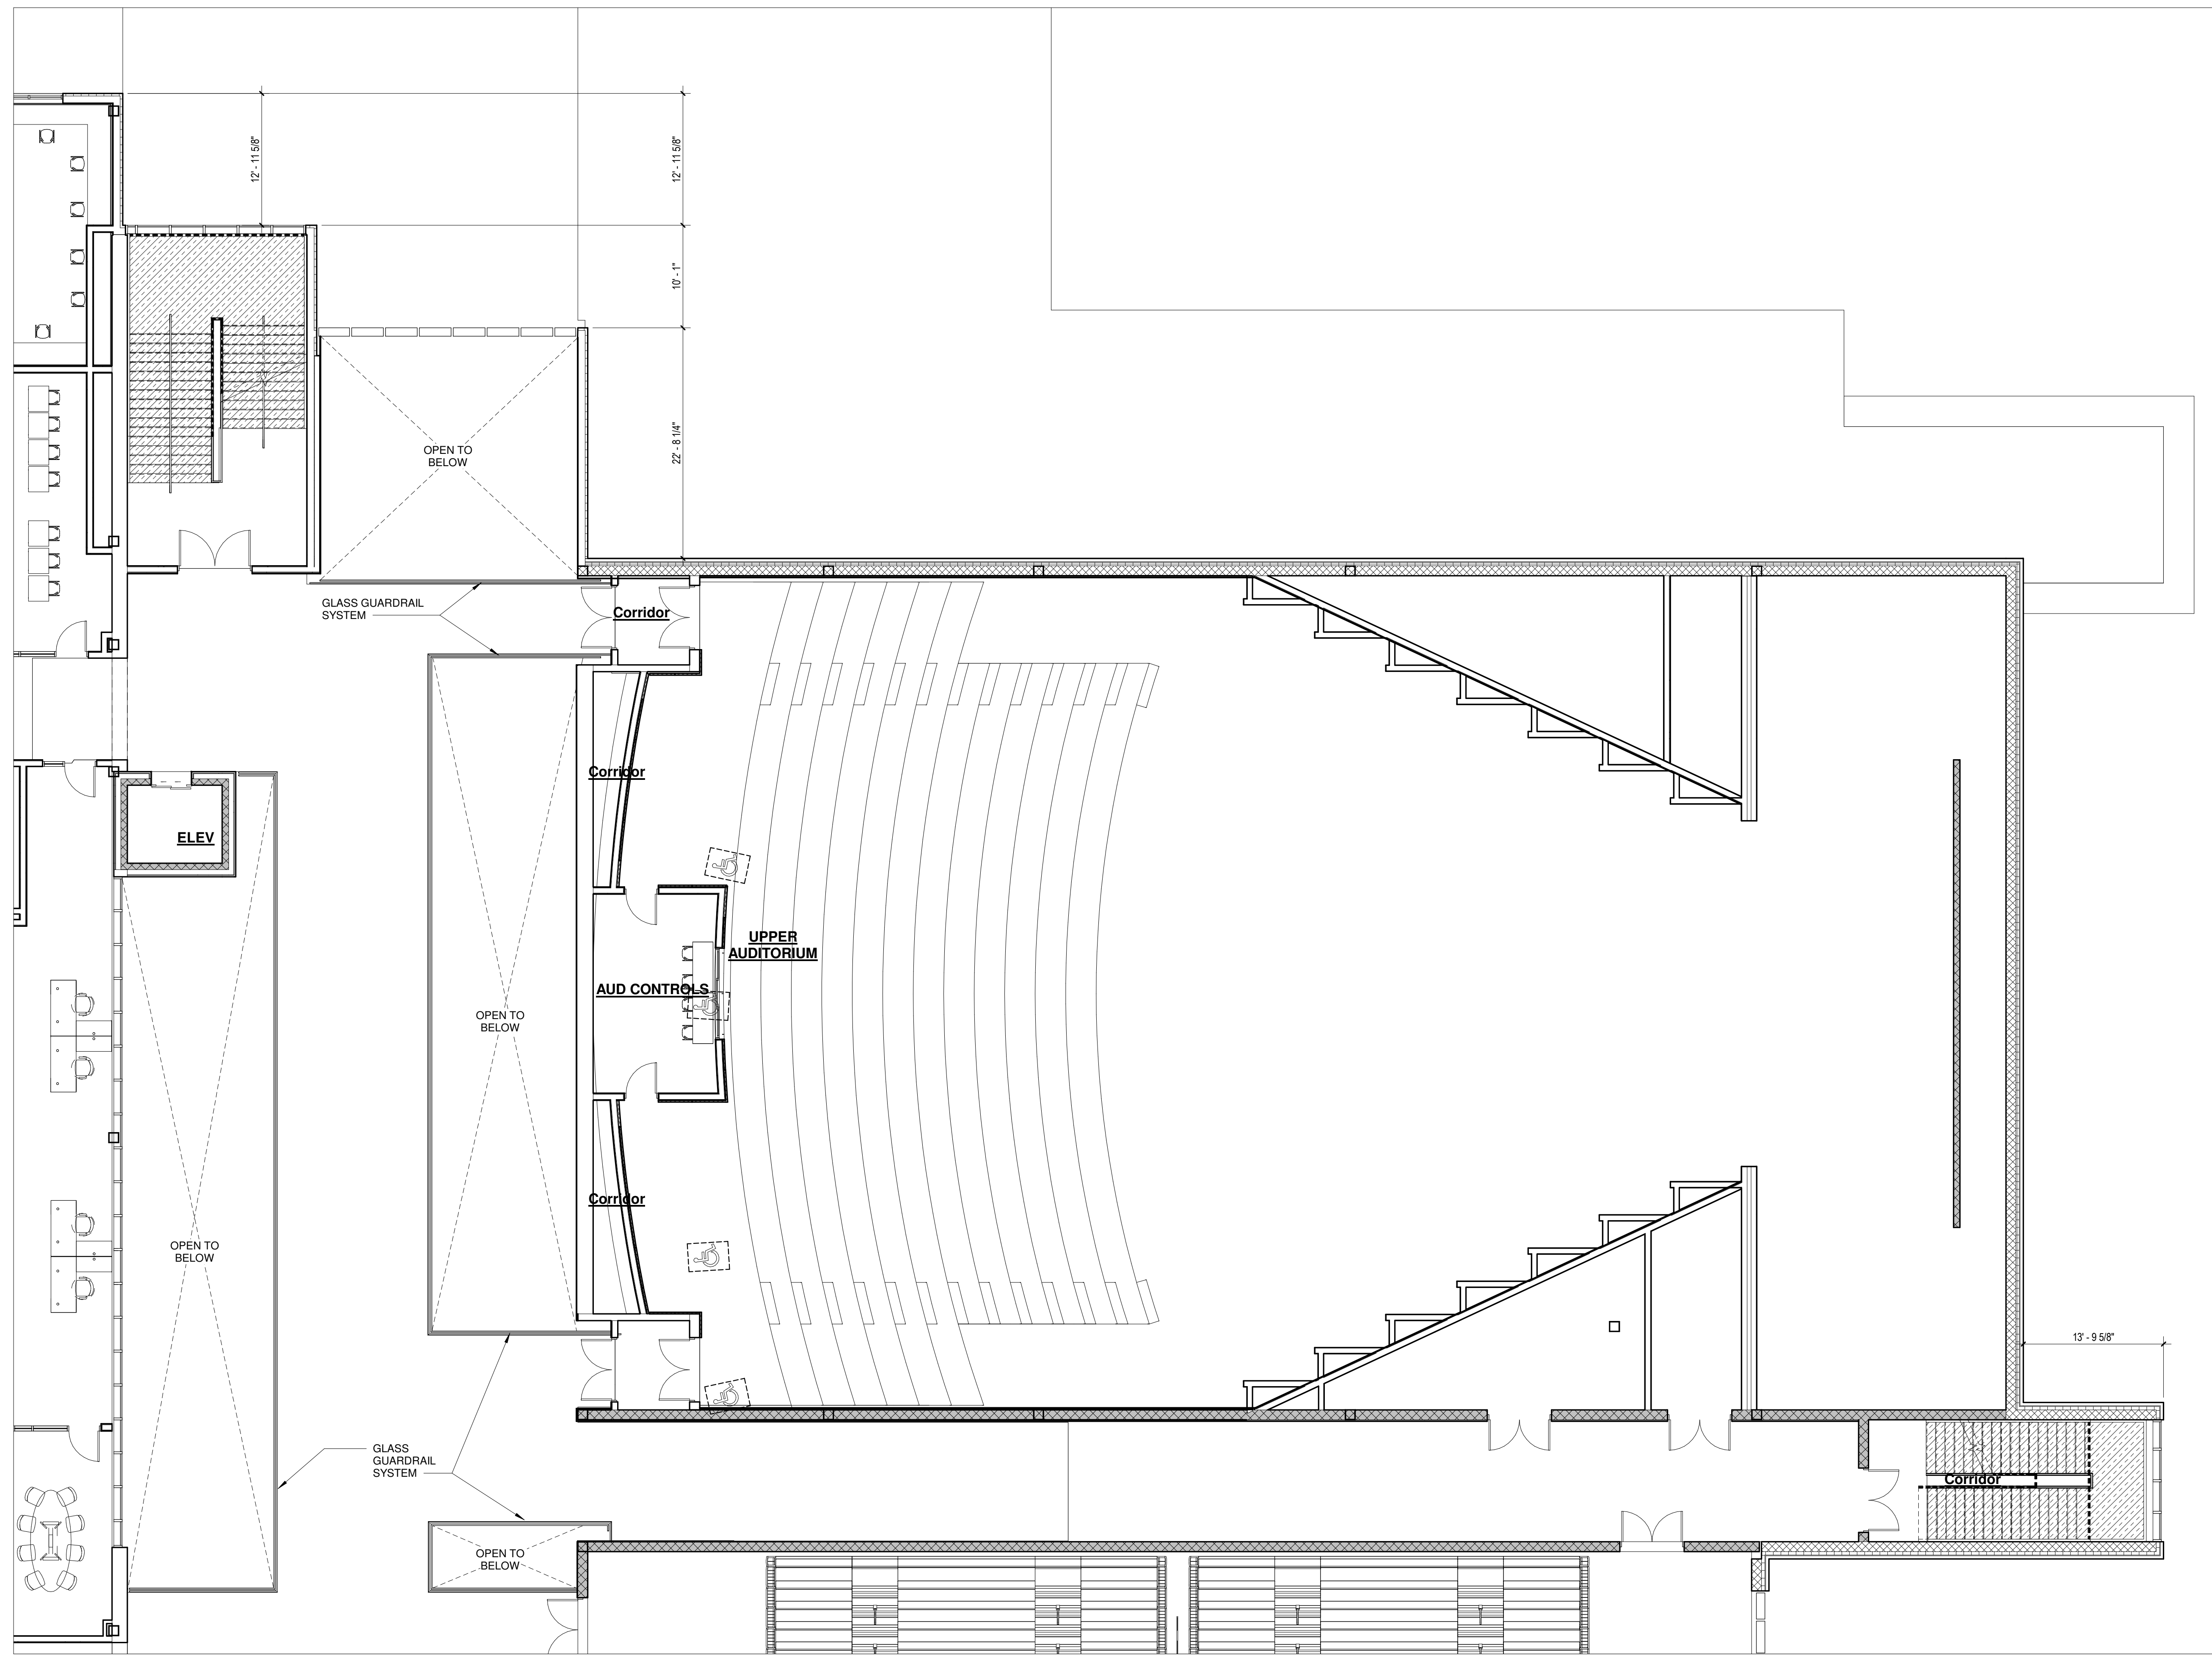 12' - 11 5/8"
12' - 11 5/8"
10' - 1"
22' - 8 1/4"
OPEN TO
BELOW
GLASS GUARDRAIL
SYSTEM
Corridor
Corridor
ELEV
UPPER
AUDITORIUM
AUD CONTROLS
OPEN TO
BELOW
Corridor
OPEN TO
BELOW
13' - 9 5/8"
GLASS
GUARDRAIL
SYSTEM
Corridor
OPEN TO
BELOW